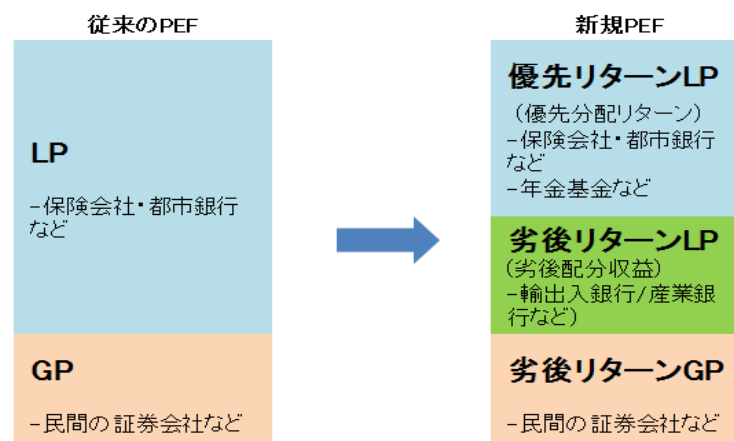 従来のPEF
LP
-保険会社・都市銀行
など
GP
-民間の証券会社など
新規PEF
優先リターンLP
（優先分配リターン）
-保険会社・都市銀行
など
-年金基金など
劣後リターンLP
(劣後配分収益)
-輸出入銀行/産業銀
行など)
劣後リターンGP
-民間の証券会社など